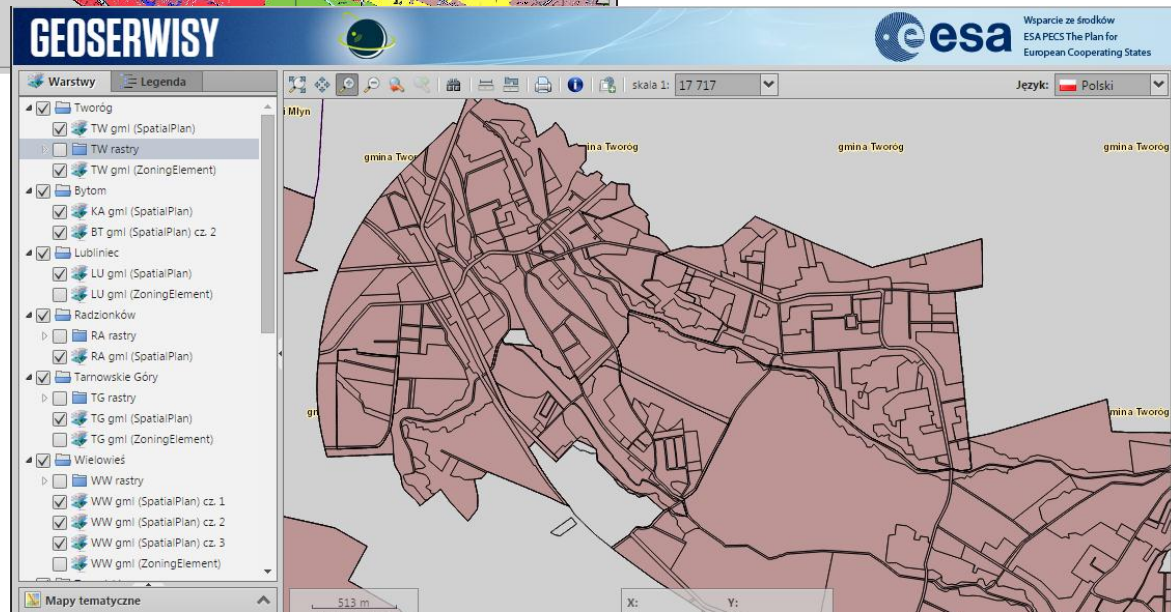 GEOSERWISY
esa
Wsparcie ze środków
ESA PECS The Plan for
European Cooperating States
Warstwy
Legenda
skala 1: 17 717
Język: Polski
Tworóg
TW gml (SpatialPlan)
TW rastry
TW gml (ZoningElement)
Bytom
KA gml (SpatialPlan)
BT gml (SpatialPlan) cz. 2
Lubliniec
LU gml (SpatialPlan)
LU gml (ZoningElement)
Radzionków
RA rastry
RA gml (SpatialPlan)
Tarnowskie Góry
TG rastry
TG gml (SpatialPlan)
TG gml (ZoningElement)
Wielowieś
WW rastry
WW gml (SpatialPlan) cz. 1
WW gml (SpatialPlan) cz. 2
WW gml (SpatialPlan) cz. 3
WW gml (ZoningElement)
Mapy tematyczne
i Młyn
gmina Twor
mina Tworóg
gmina Tworóg
gmina Tworóg
gm
mina Tworóg
513 m
X: Y: